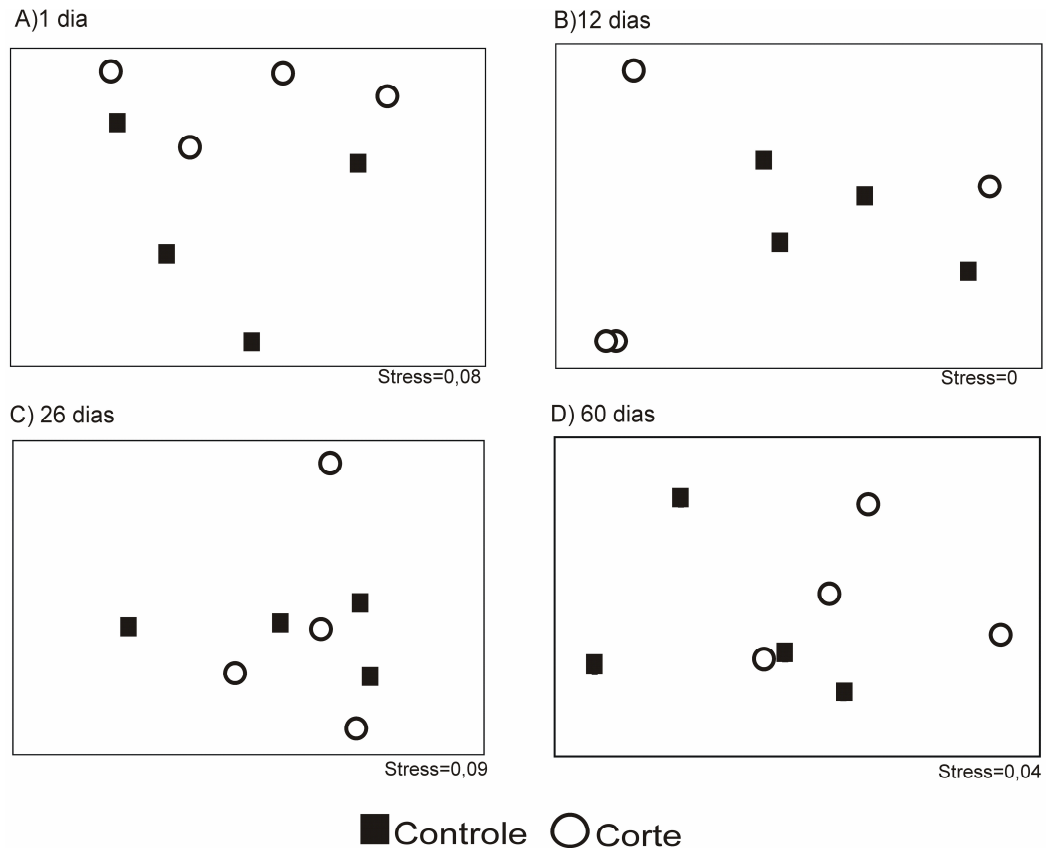 A)1 dia
B)12 dias
Stress=0,08
Stress=0
C) 26 dias
D) 60 dias
Stress=0,09
Stress=0,04
Controle Corte